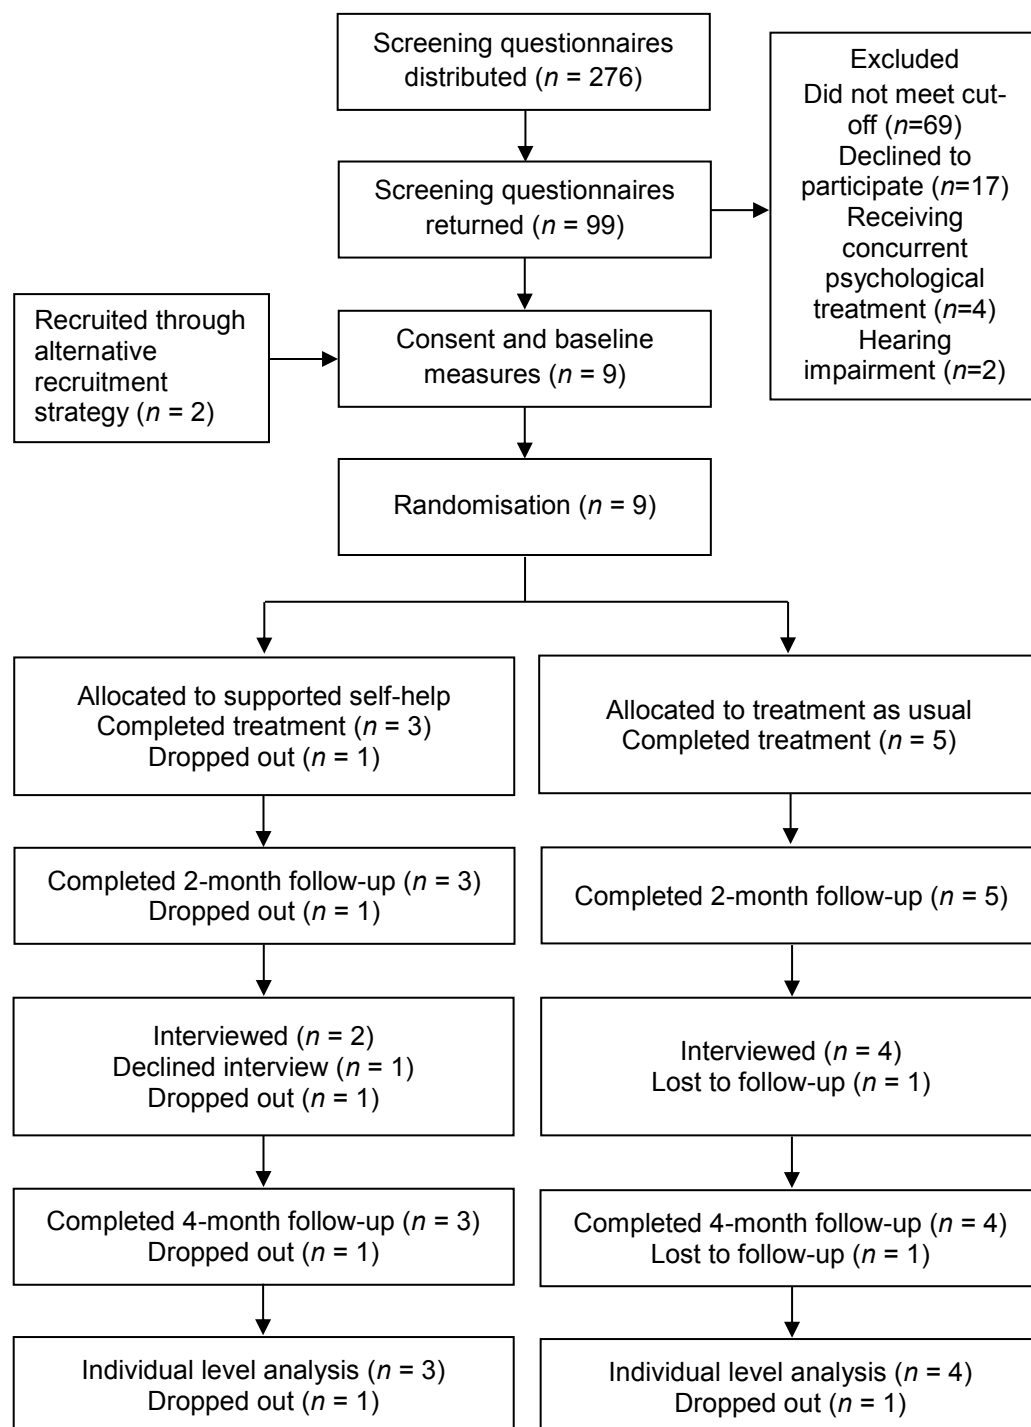 Screening questionnaires
distributed (n = 276)
Excluded
Did not meet cut-
off (n=69)
Declined to
participate (n=17)
Receiving
concurrent
psychological
treatment (n=4)
Hearing
impairment (n=2)
Screening questionnaires
returned (n = 99)
Recruited through
alternative
recruitment
strategy (n = 2)
Consent and baseline
measures (n = 9)
Randomisation (n = 9)
Allocated to supported self-help
Completed treatment (n = 3)
Dropped out (n = 1)
Allocated to treatment as usual
Completed treatment (n = 5)
Completed 2-month follow-up (n = 3)
Dropped out (n = 1)
Completed 2-month follow-up (n = 5)
Interviewed (n = 2)
Declined interview (n = 1)
Dropped out (n = 1)
Interviewed (n = 4)
Lost to follow-up (n = 1)
Completed 4-month follow-up (n = 3)
Dropped out (n = 1)
Completed 4-month follow-up (n = 4)
Lost to follow-up (n = 1)
Individual level analysis (n = 3)
Dropped out (n = 1)
Individual level analysis (n = 4)
Dropped out (n = 1)